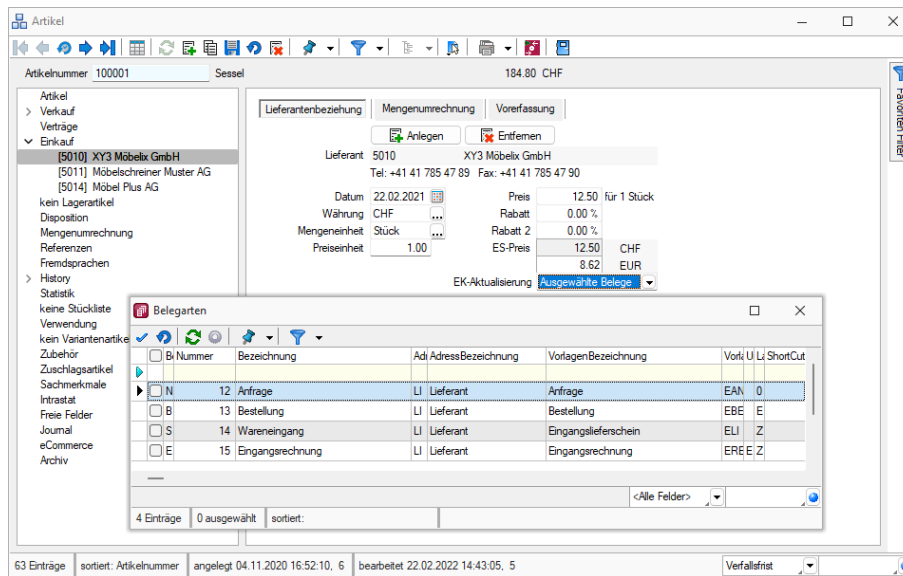 Artikel
Artikelnummer 100001 Sessel 184.80 CHF
Favoriten Filter
Artikel
Verkauf
Verträge
Einkauf
[5010] XY3 Möbelix GmbH
[5011] Möbelschreiner Muster AG
[5014] Möbel Plus AG
kein Lagerartikel
Disposition
Mengenumrechnung
Referenzen
Fremdsprachen
History
Statistik
keine Stückliste
Verwendung
kein Variantenartike
Zubehör
Zuschlagsartikel
Sachmerkmale
Intrastat
Freie Felder
Journal
eCommerce
Archiv
Lieferantenbeziehung Mengenumrechnung Vorerfassung
Anlegen Entfernen
Lieferant 5010 XY3 Möbelix GmbH
Tel: +41 41 785 47 89 Fax: +41 41 785 47 90
Datum 22.02.2021 Preis 12.50 für 1 Stück
Währung CHF ... Rabatt 0.00 %
Mengeneinheit Stück ... Rabatt 2 0.00 %
Preiseinheit 1.00 ES-Preis 12.50 CHF
8.62 EUR
EK-Aktualisierung Ausgewählte Belege
Belegarten
B Nummer Bezeichnung Ad AdressBezeichnung VorlagenBezeichnung Vorla U La ShortCut
N 12 Anfrage LI Lieferant Anfrage EAN 0
B 13 Bestellung LI Lieferant Bestellung EBE E
S 14 Wareneingang LI Lieferant Eingangslieferschein ELI Z
E 15 Eingangsrechnung LI Lieferant Eingangsrechnung ERE E Z
<Alle Felder>
4 Einträge 0 ausgewählt sortiert:
63 Einträge sortiert: Artikelnummer angelegt 04.11.2020 16:52:10, 6 bearbeitet 22.02.2022 14:43:05, 5 Verfallsfrist